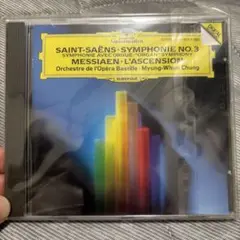 SAINT-SAËNS · SYMPHONIE NO. 3
SYMPHONIE AVEC ORGUE · "ORGAN" SYMPHONY
MESSIAEN · L'ASCENSION
Orchestre de l'Opéra Bastille · Myung-Whun Chung